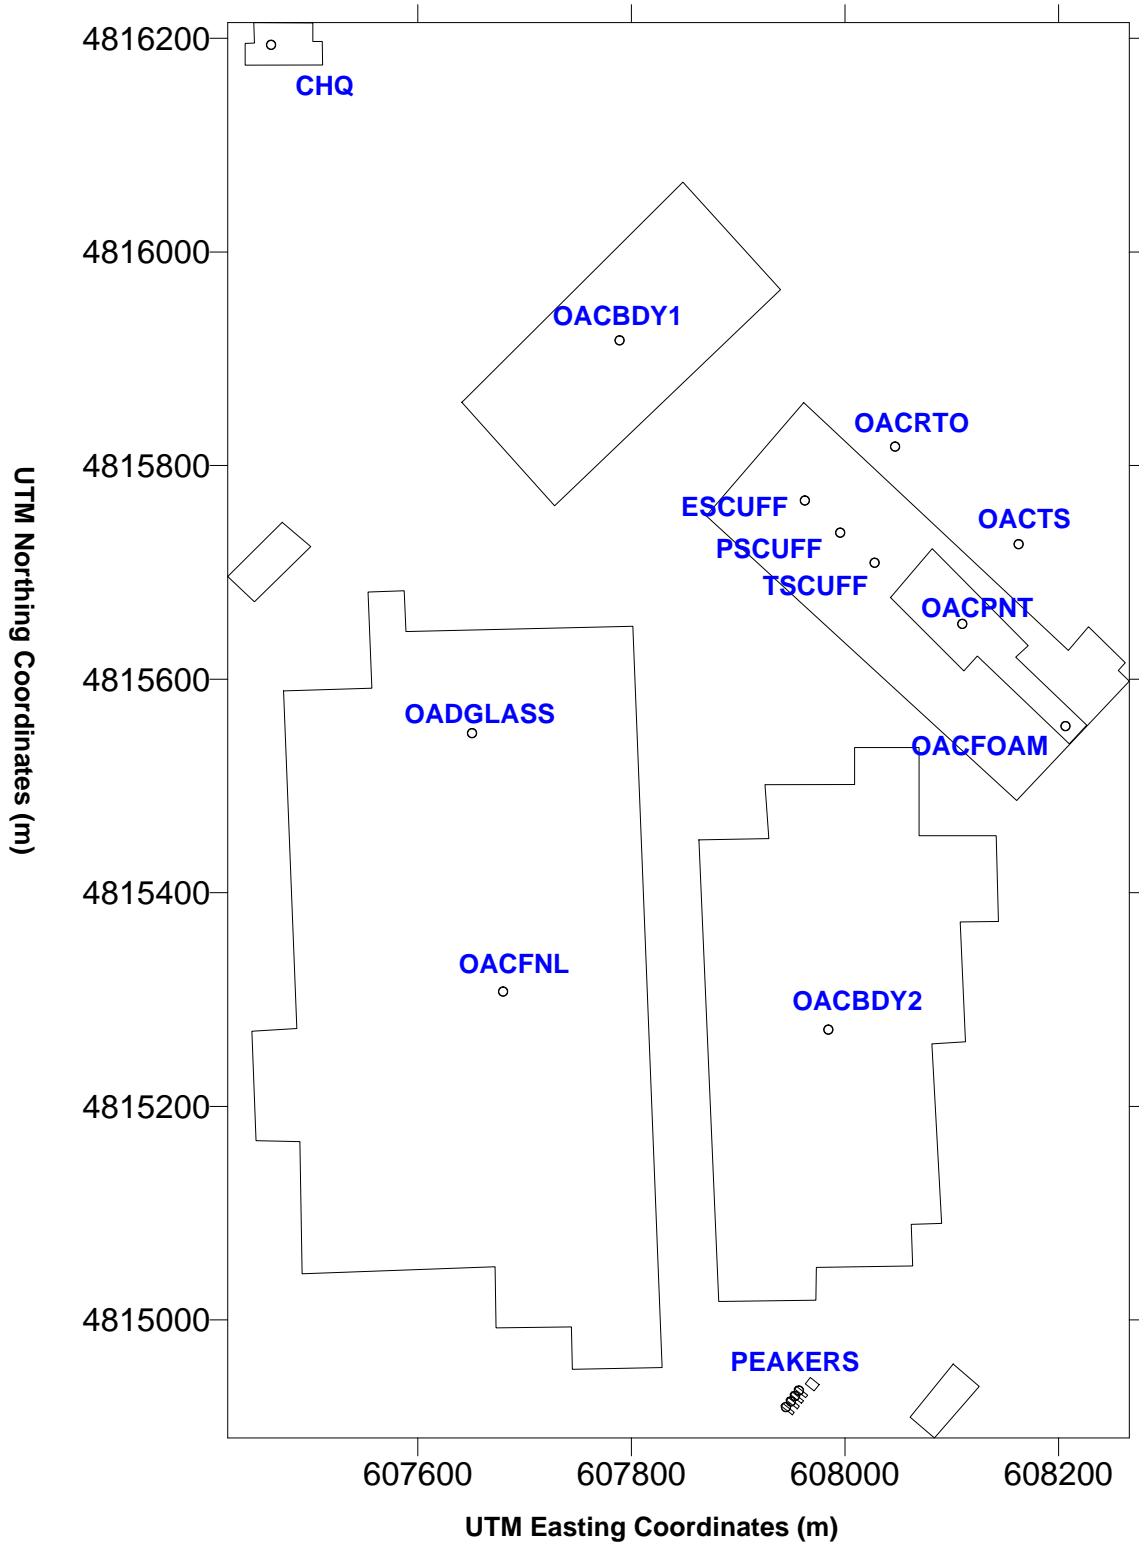 4816200
CHQ
4816000
OACBDY1
OACRTO
4815800
ESCUFF
OACTS
PSCUFF
TSCUFF
OACPNT
4815600
OADGLASS
OACFOAM
UTM Northing Coordinates (m)
4815400
OACFNL
OACBDY2
4815200
4815000
PEAKERS
607600
607800
608000
608200
UTM Easting Coordinates (m)